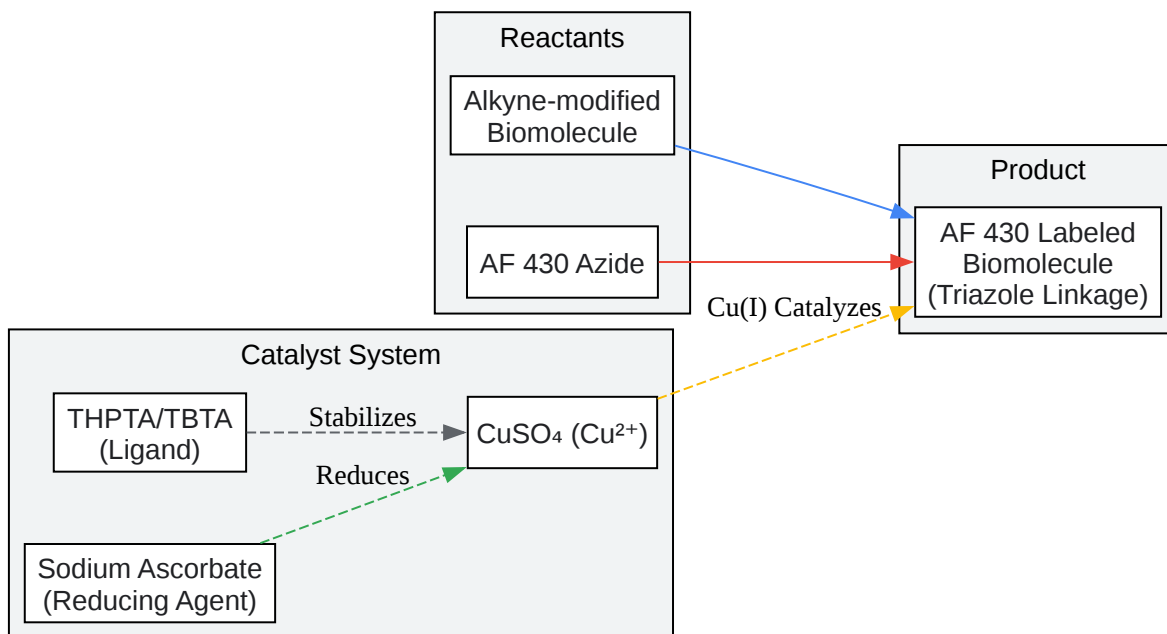 Reactants
Alkyne-modified
Biomolecule
AF 430 Azide
Product
AF 430 Labeled
Biomolecule
(Triazole Linkage)
Cu(I) Catalyzes
Catalyst System
THPTA/TBTA
(Ligand)
Stabilizes
CuSO₄ (Cu²⁺)
Reduces
Sodium Ascorbate
(Reducing Agent)